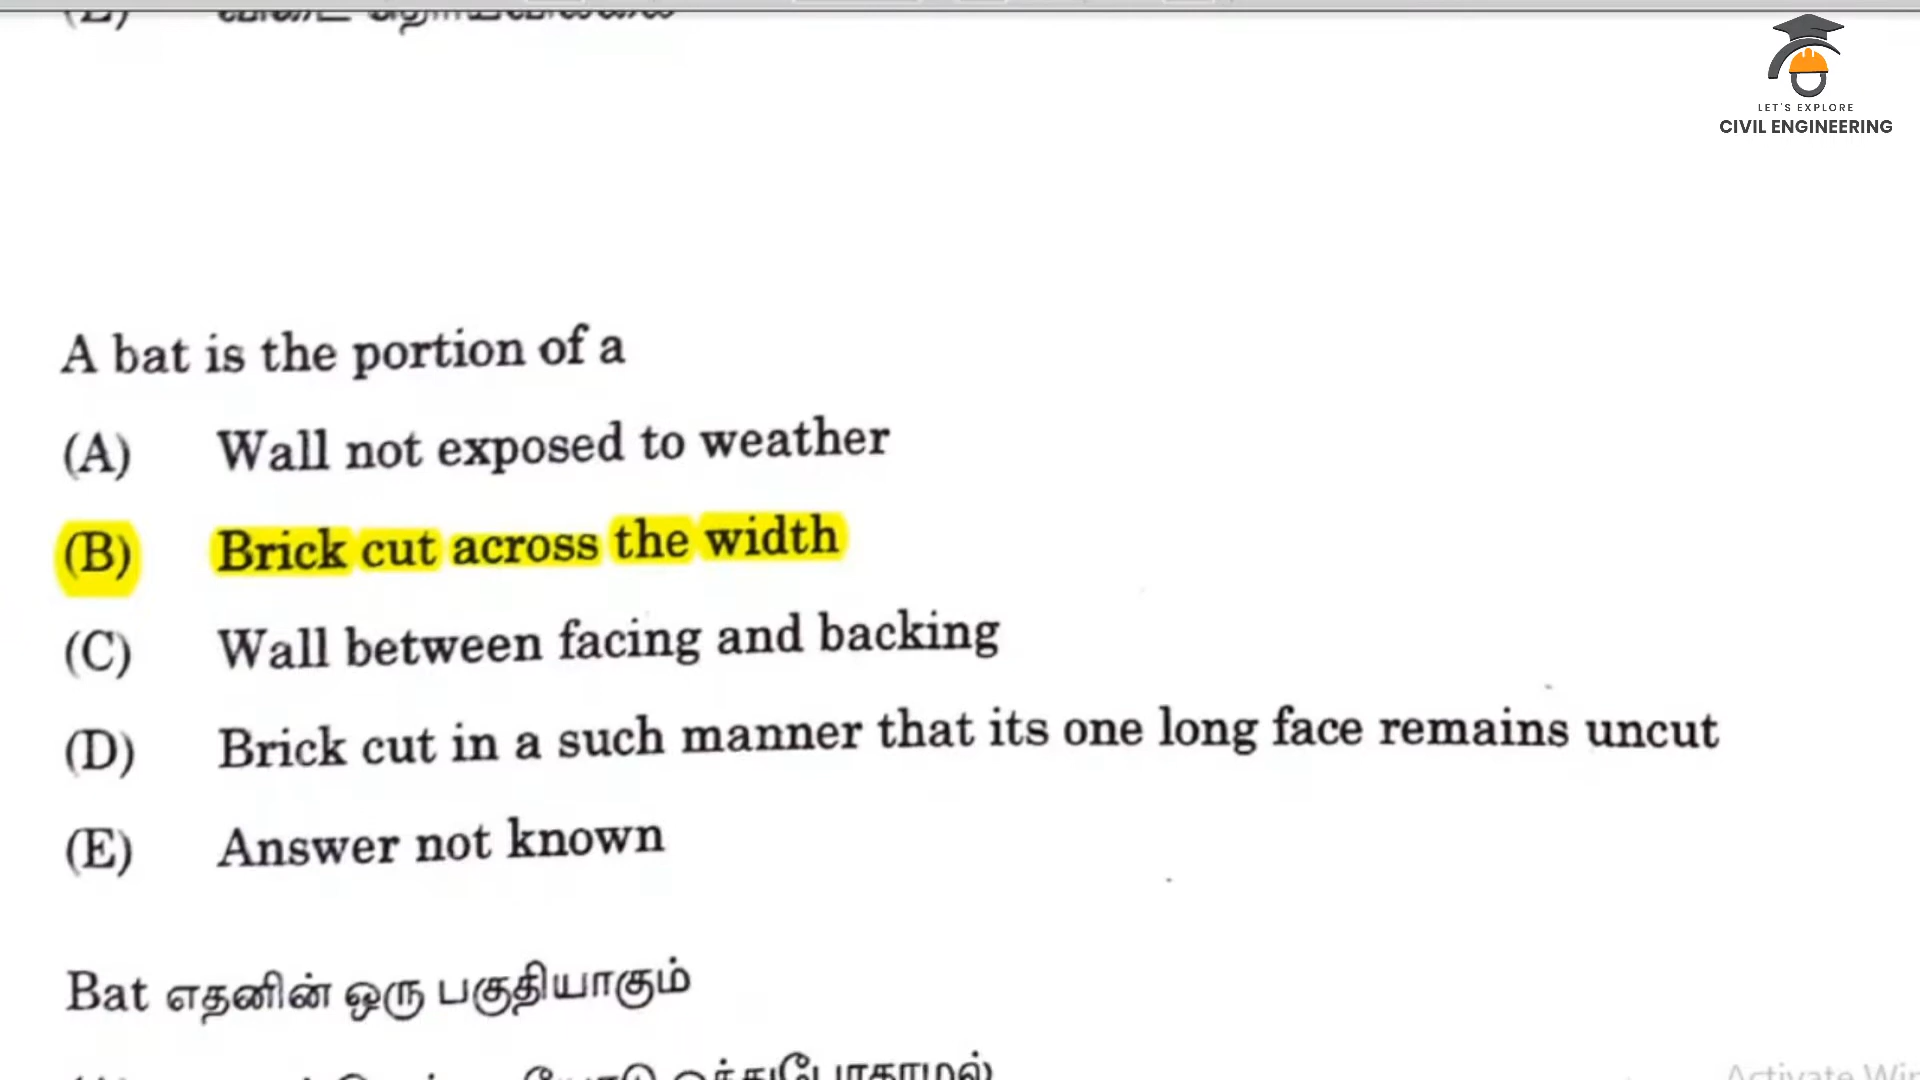 LET'S EXPLORE
CIVIL ENGINEERING
A bat is the portion of a
(A) Wall not exposed to weather
(B) Brick cut across the width
(C) Wall between facing and backing
(D) Brick cut in a such manner that its one long face remains uncut
(E) Answer not known
Bat எதனின் ஒரு பகுதியாகும்